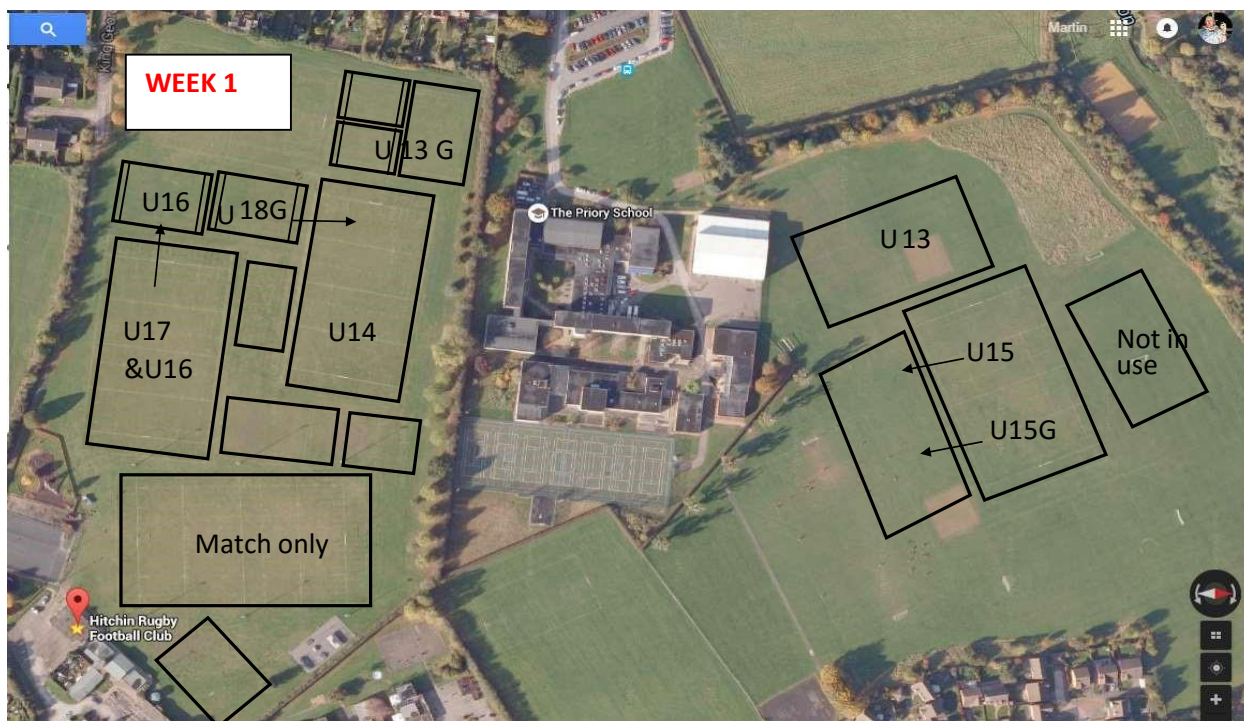 Martin
WEEK 1
U 13 G
U16
U 18G
The Priory School
U 13
U17
&U16
U14
U15
Not in
use
U15G
Match only
Hitchin Rugby
Football Club